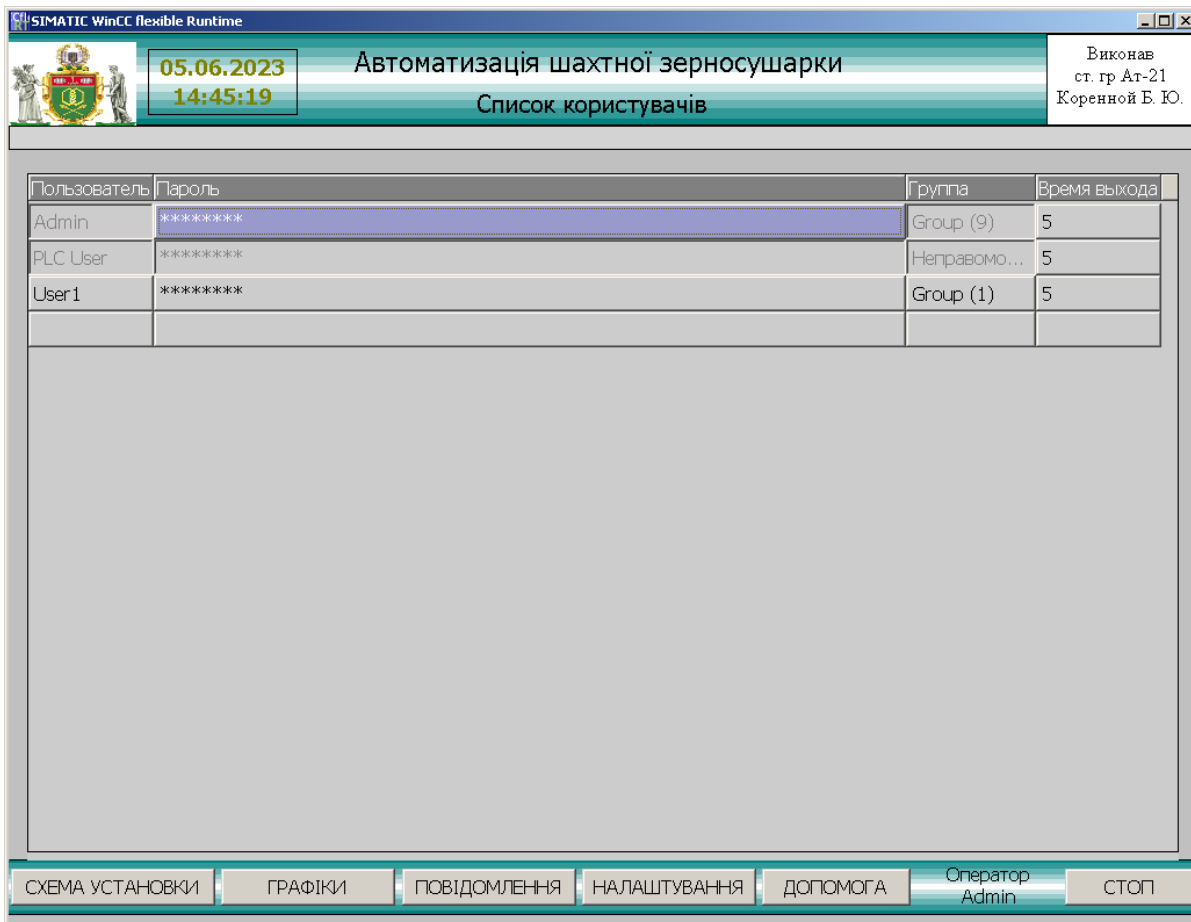 SIMATIC WinCC flexible Runtime
05.06.2023
14:45:19
Автоматизація шахтної зерносушарки
Список користувачів
Виконав
ст. гр Ат-21
Коренной Б. Ю.
Пользователь Пароль Группа Время выхода
Admin ******** Group (9) 5
PLC User ******** Неправомо... 5
User1 ******** Group (1) 5
СХЕМА УСТАНОВКИ ГРАФІКИ ПОВІДОМЛЕННЯ НАЛАШТУВАННЯ ДОПОМОГА Оператор СТОП
Admin